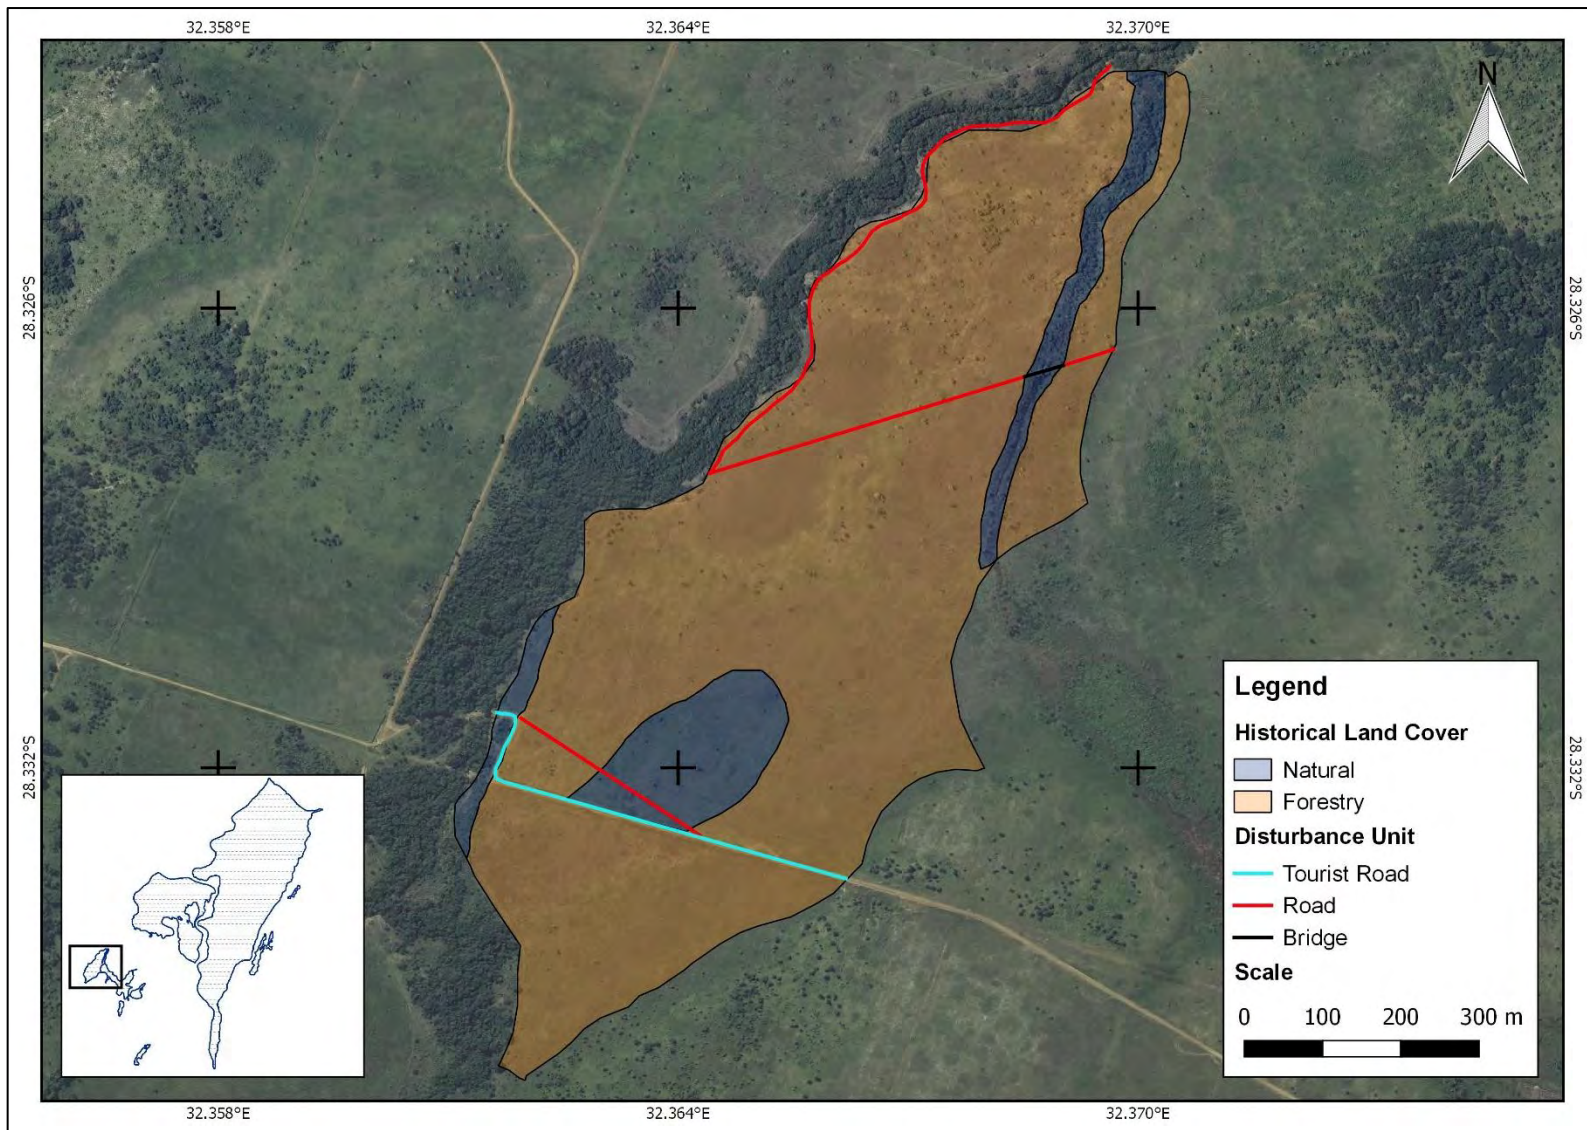 32.358°E 32.364°E 32.370°E
N
28.326°S 28.326°S
28.332°S 28.332°S
Legend
Historical Land Cover
Natural
Forestry
Disturbance Unit
Tourist Road
Road
Bridge
Scale
0 100 200 300 m
32.358°E 32.364°E 32.370°E